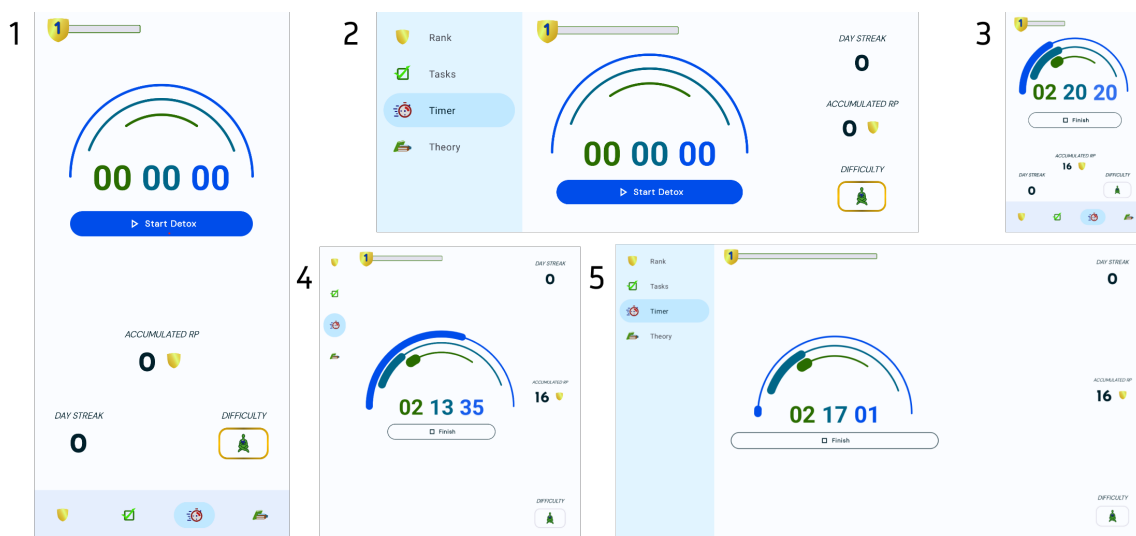 1
1
00 00 00
Start Detox
ACCUMULATED RP
0
DAY STREAK
0
DIFFICULTY
2
Rank
Tasks
Timer
Theory
1
00 00 00
Start Detox
DAY STREAK
0
ACCUMULATED RP
0
DIFFICULTY
3
1
02 20 20
Finish
ACCUMULATED RP
16
DAY STREAK
0
DIFFICULTY
4
1
02 13 35
Finish
DAY STREAK
0
ACCUMULATED RP
16
DIFFICULTY
5
Rank
Tasks
Timer
Theory
1
02 17 01
Finish
DAY STREAK
0
ACCUMULATED RP
16
DIFFICULTY